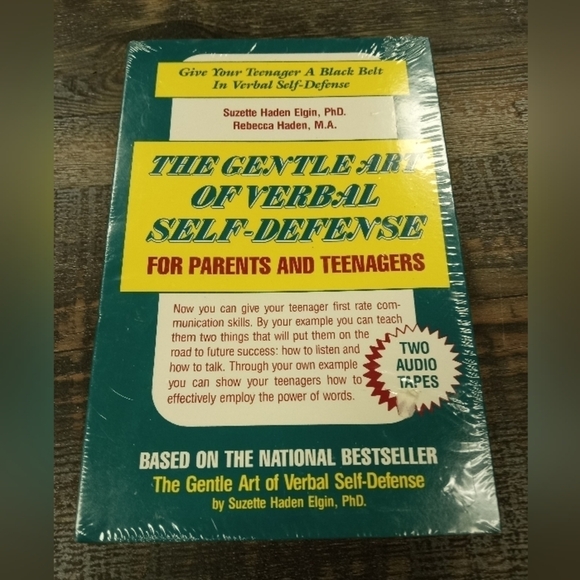 Give Your Teenager A Black Belt
In Verbal Self-Defense
Suzette Haden Elgin, PhD.
Rebecca Haden, M.A.
THE GENTLE ART
OF VERBAL
SELF-DEFENSE
FOR PARENTS AND TEENAGERS
Now you can give your teenager first rate com-
munication skills. By your example you can teach
them two things that will put them on the
road to future success: how to listen and
how to talk. Through your own example
you can show your teenagers how to
effectively employ the power of words.
TWO
AUDIO
TAPES
BASED ON THE NATIONAL BESTSELLER
The Gentle Art of Verbal Self-Defense
by Suzette Haden Elgin, PhD.